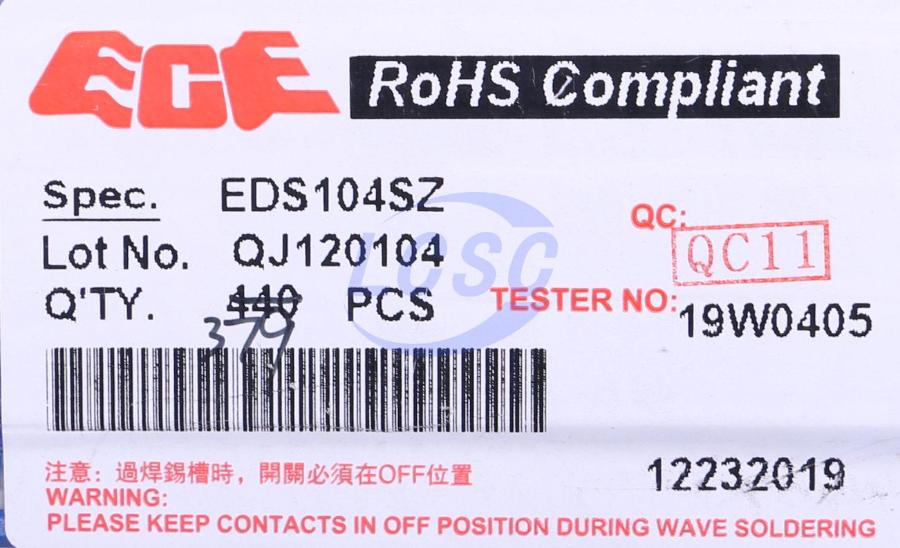 ECE RoHS Compliant
Spec. EDS104SZ
Lot No. QJ120104
QC: QC11
Q'TY. 440 PCS
379
TESTER NO: 19W0405
LCSC
注意：過焊錫槽時，開關必須在OFF位置
12232019
WARNING:
PLEASE KEEP CONTACTS IN OFF POSITION DURING WAVE SOLDERING